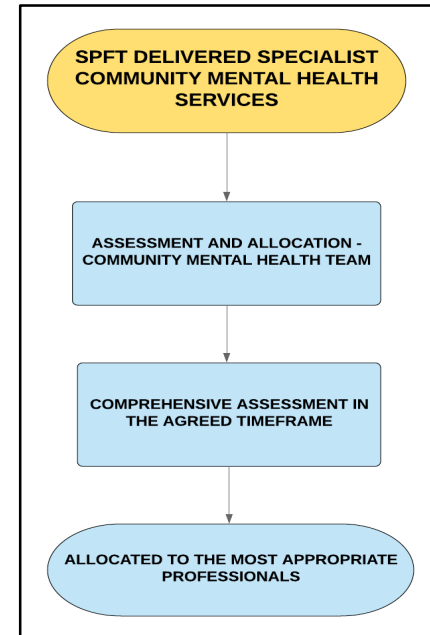 SPFT DELIVERED SPECIALIST
COMMUNITY MENTAL HEALTH
SERVICES
ASSESSMENT AND ALLOCATION -
COMMUNITY MENTAL HEALTH TEAM
COMPREHENSIVE ASSESSMENT IN
THE AGREED TIMEFRAME
ALLOCATED TO THE MOST APPROPRIATE
PROFESSIONALS